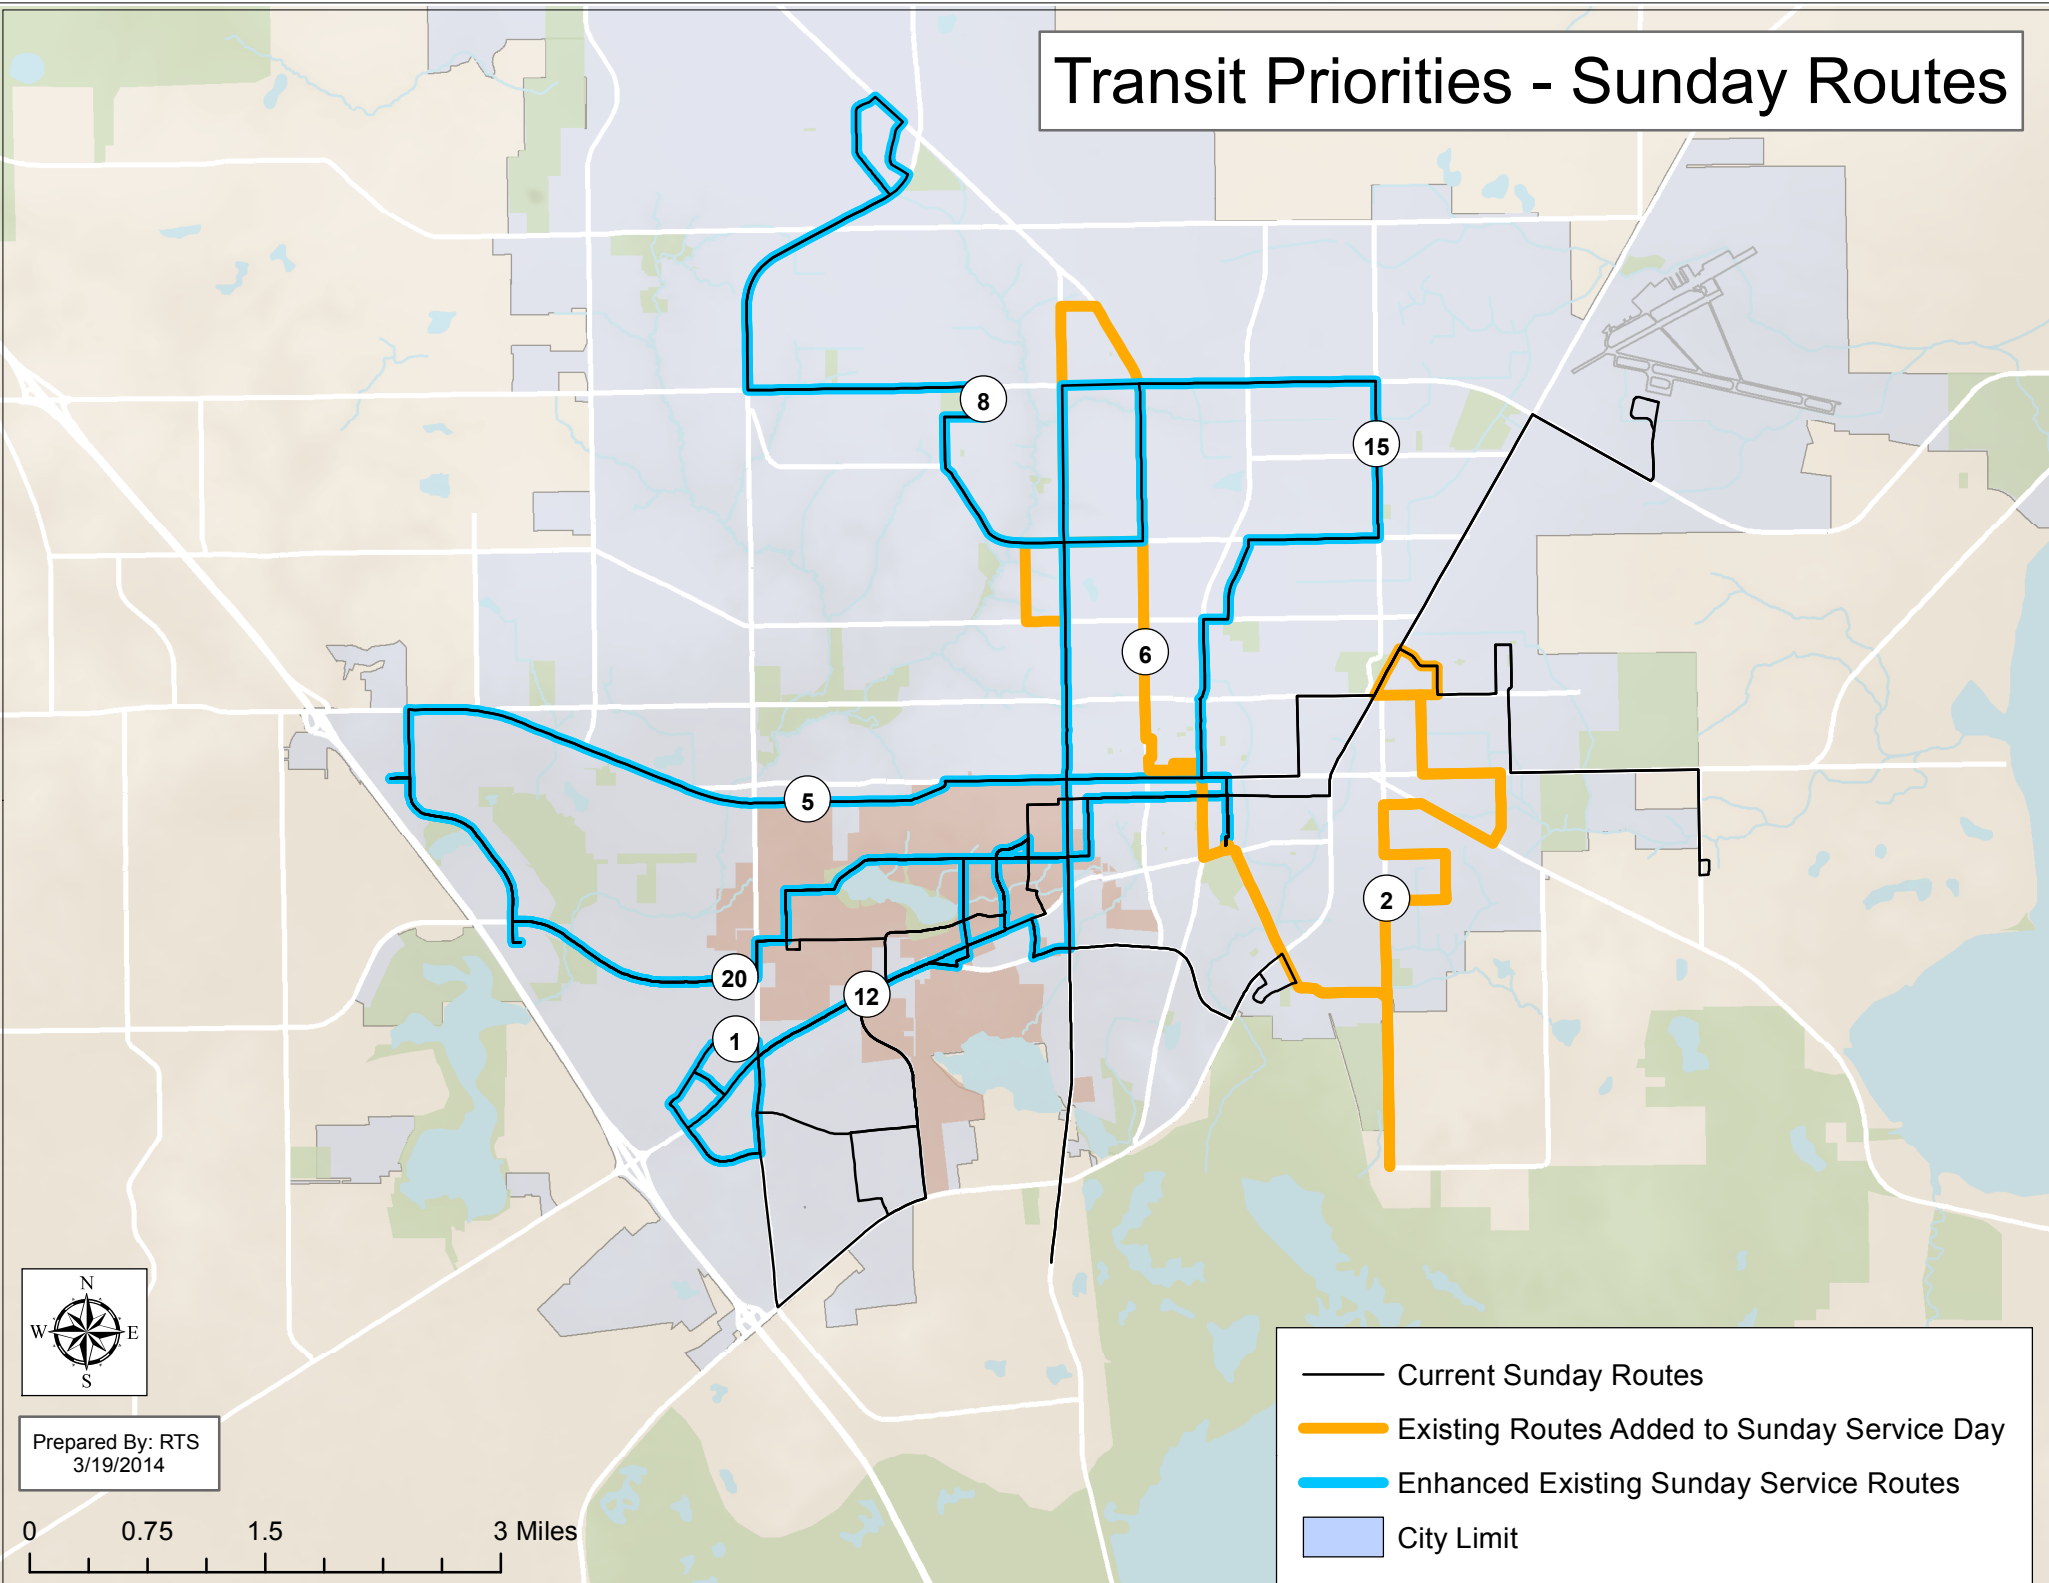 Transit Priorities - Sunday Routes
8
15
6
5
2
20
12
1
N
W E
S
Prepared By: RTS
3/19/2014
0 0.75 1.5 3 Miles
Current Sunday Routes
Existing Routes Added to Sunday Service Day
Enhanced Existing Sunday Service Routes
City Limit